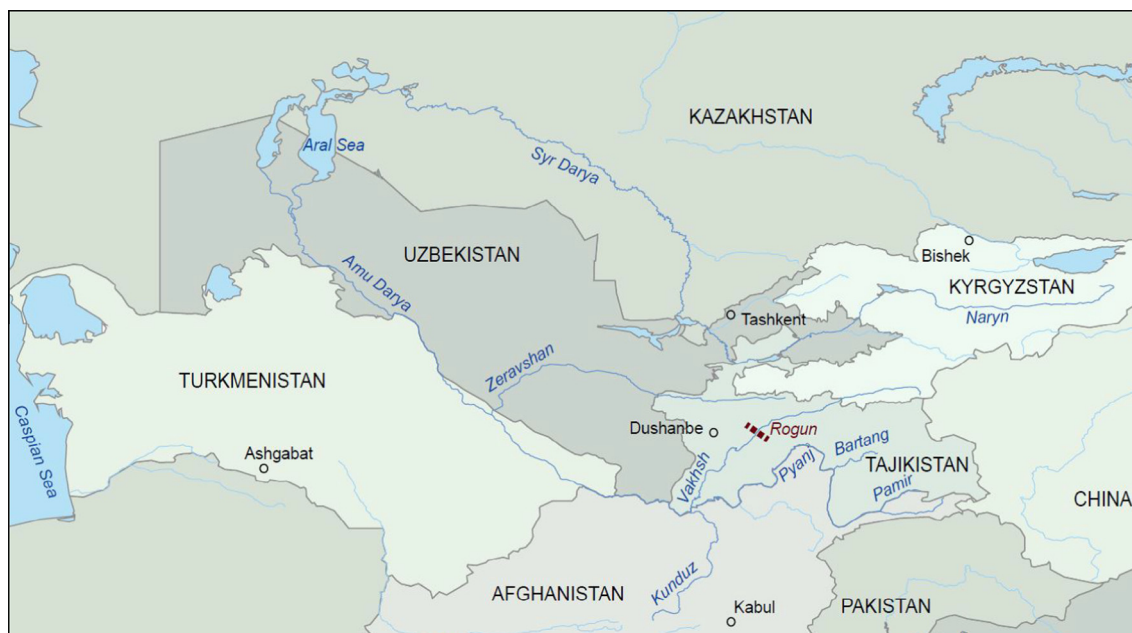 KAZAKHSTAN
Aral Sea
Syr Darya
UZBEKISTAN
Bishek
Amu Darya
KYRGYZSTAN
Naryn
Tashkent
Zeravshan
TURKMENISTAN
Caspian Sea
Ashgabat
Dushanbe
Rogun
Vakhsh
Pyanj
Bartang
TAJIKISTAN
Pamir
CHINA
Kunduz
AFGHANISTAN
Kabul
PAKISTAN